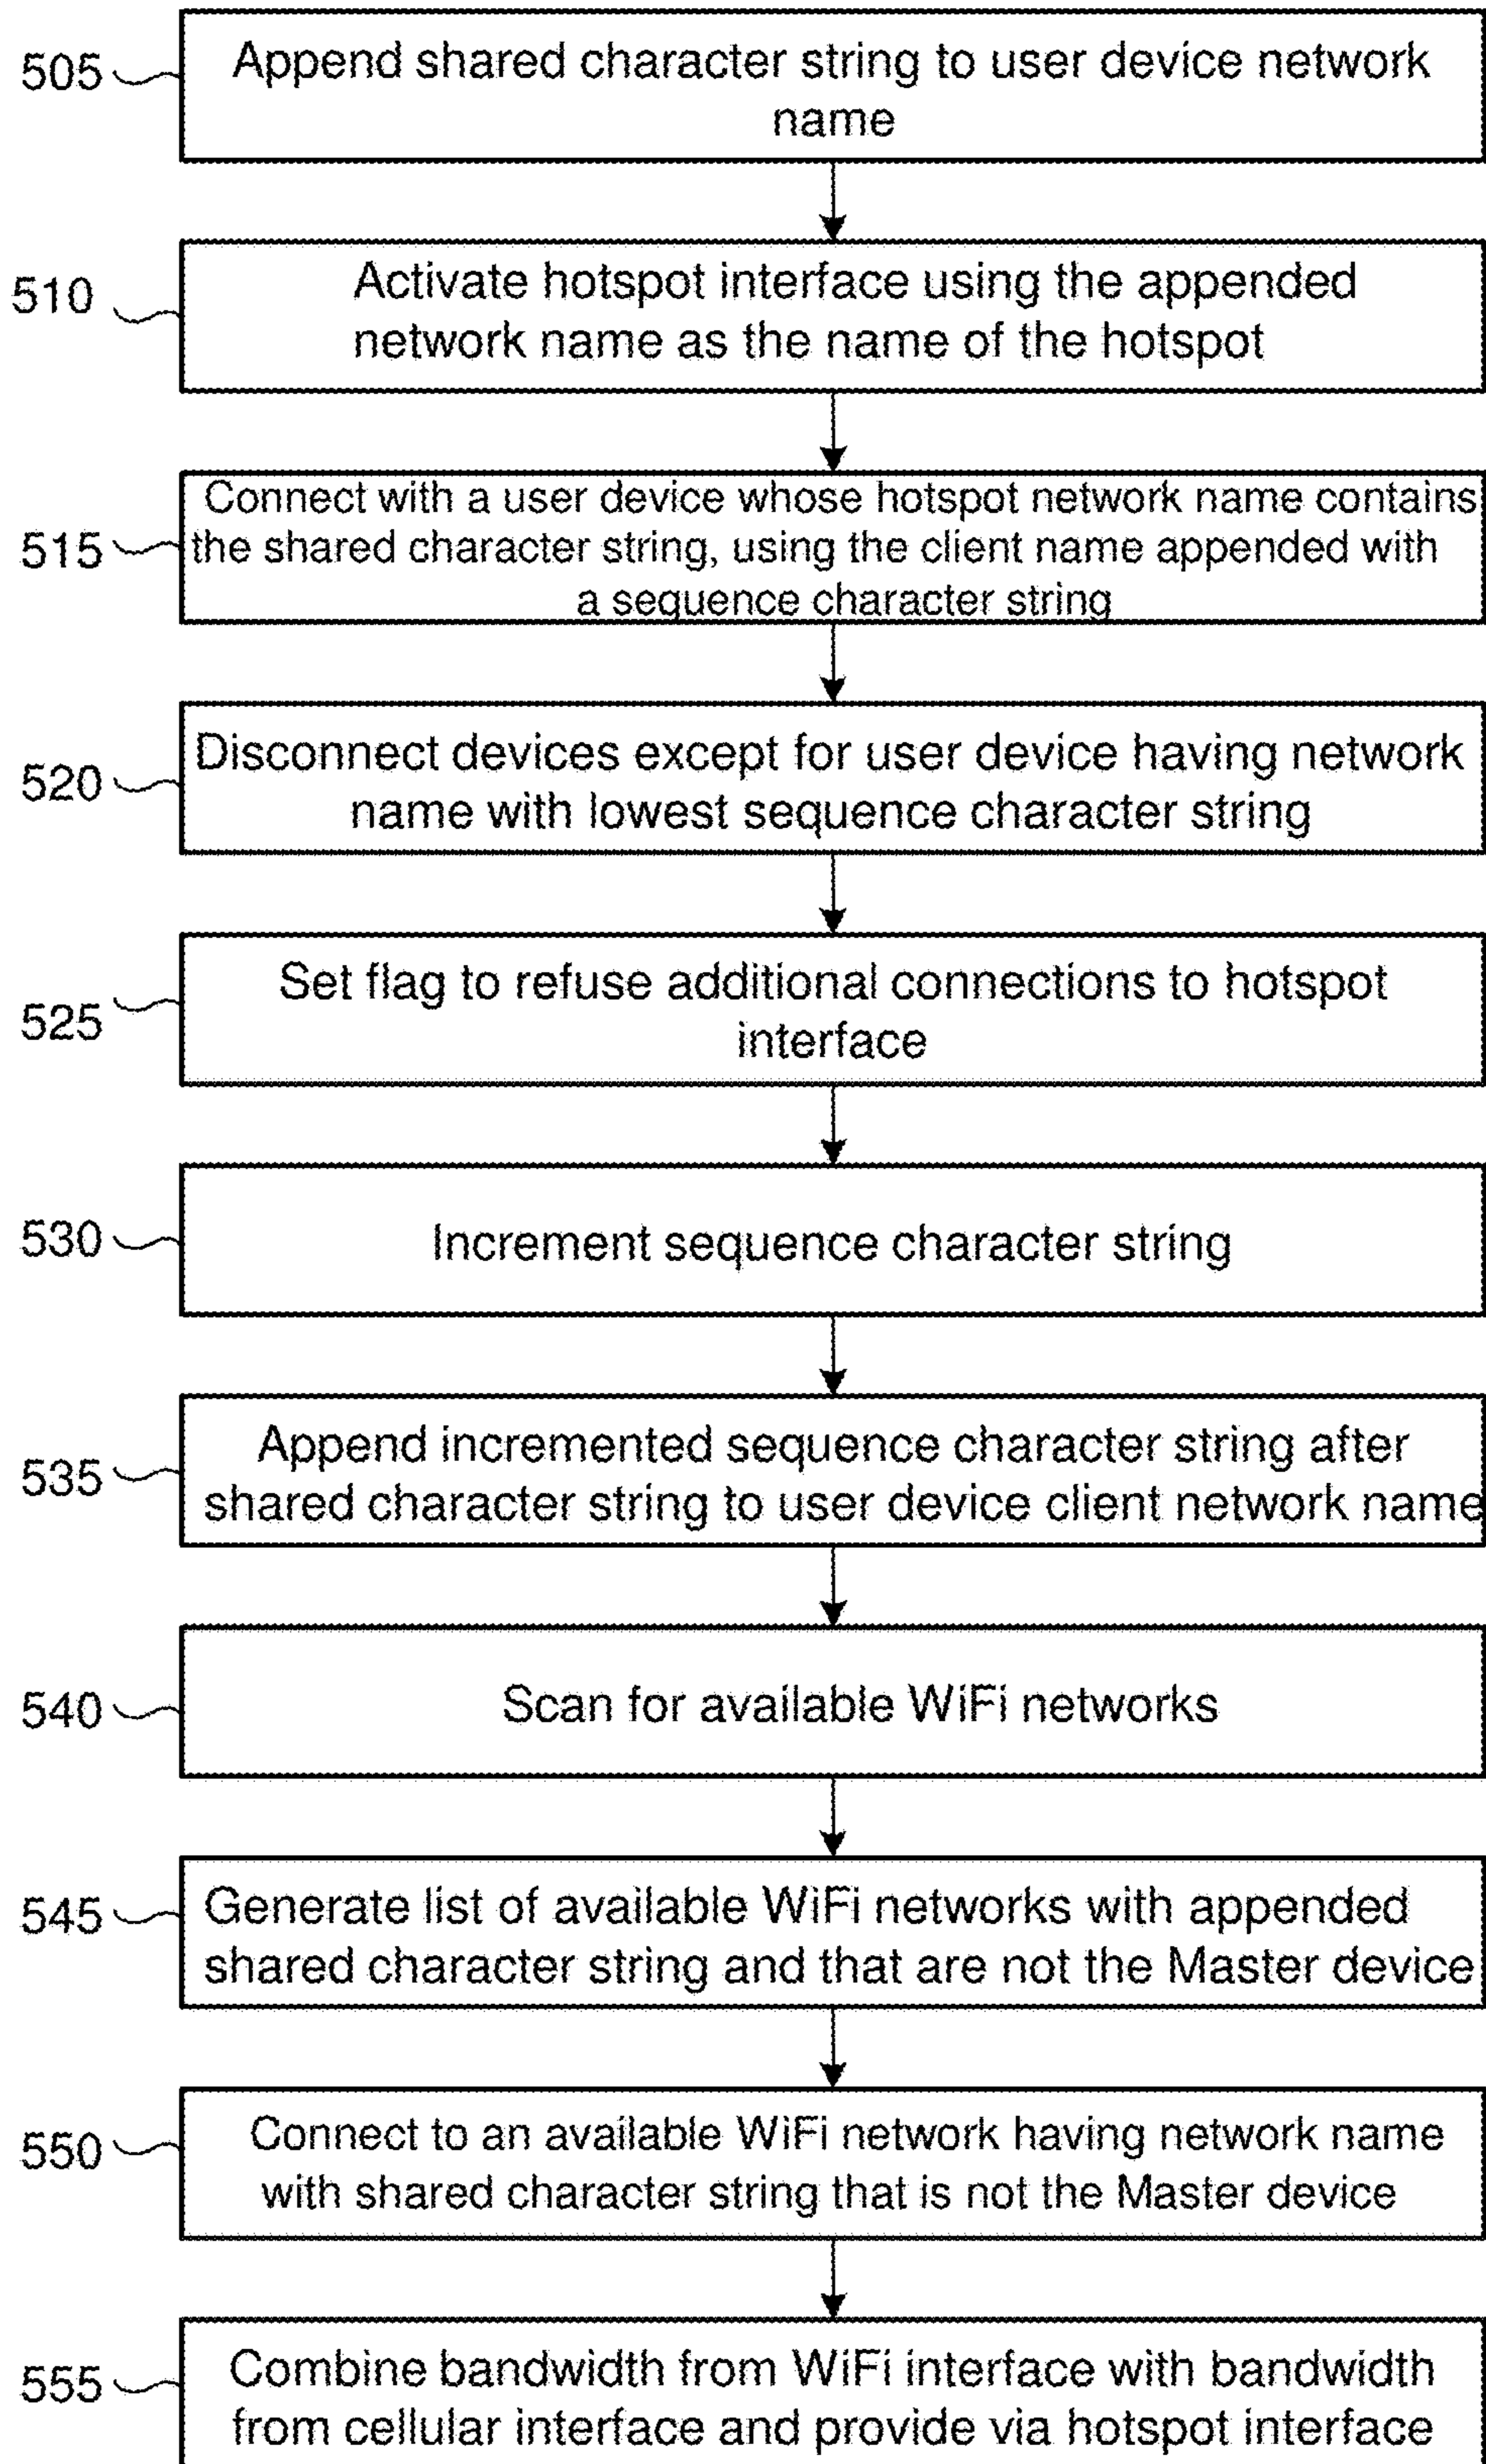 505
Append shared character string to user device network
name
510
Activate hotspot interface using the appended
network name as the name of the hotspot
515
Connect with a user device whose hotspot network name contains
the shared character string, using the client name appended with
a sequence character string
520
Disconnect devices except for user device having network
name with lowest sequence character string
525
Set flag to refuse additional connections to hotspot
interface
530
Increment sequence character string
535
Append incremented sequence character string after
shared character string to user device client network name
540
Scan for available WiFi networks
545
Generate list of available WiFi networks with appended
shared character string and that are not the Master device
550
Connect to an available WiFi network having network name
with shared character string that is not the Master device
555
Combine bandwidth from WiFi interface with bandwidth
from cellular interface and provide via hotspot interface